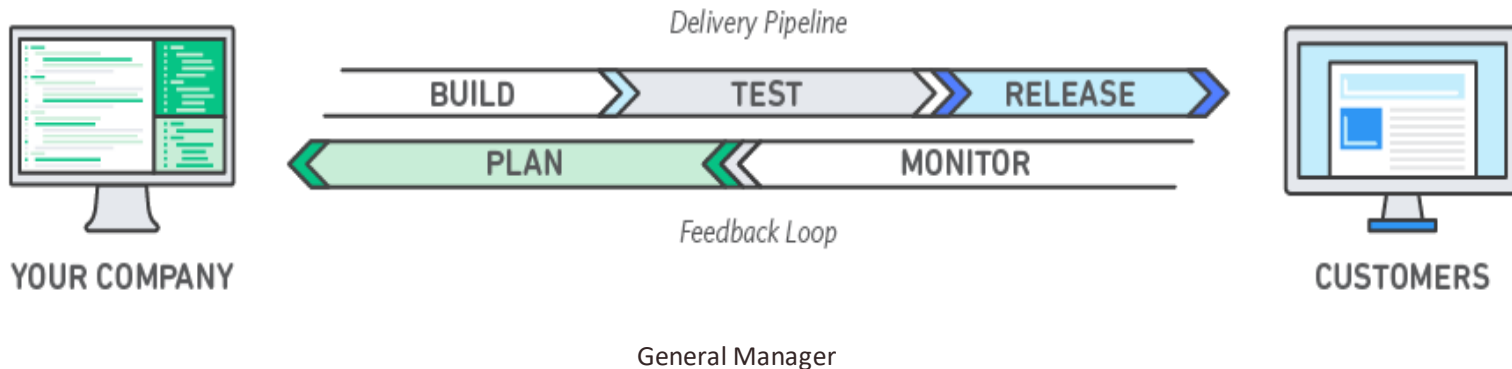 Delivery Pipeline
BUILD TEST RELEASE
PLAN MONITOR
Feedback Loop
YOUR COMPANY CUSTOMERS
General Manager